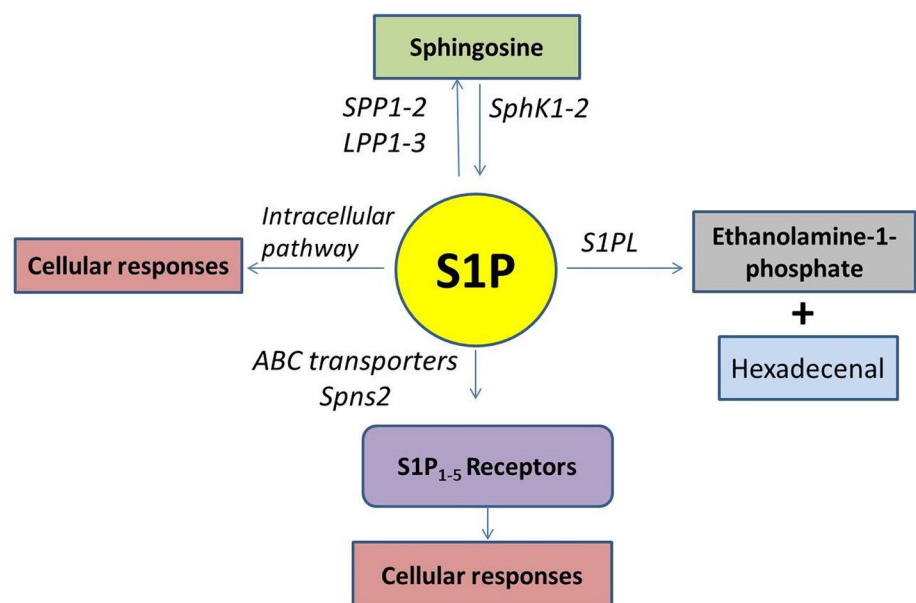 Sphingosine
SPP1-2
LPP1-3
SphK1-2
Intracellular
pathway
Cellular responses
S1P
S1PL
Ethanolamine-1-
phosphate
+
Hexadecenal
ABC transporters
Spns2
S1P₁₋₅ Receptors
Cellular responses